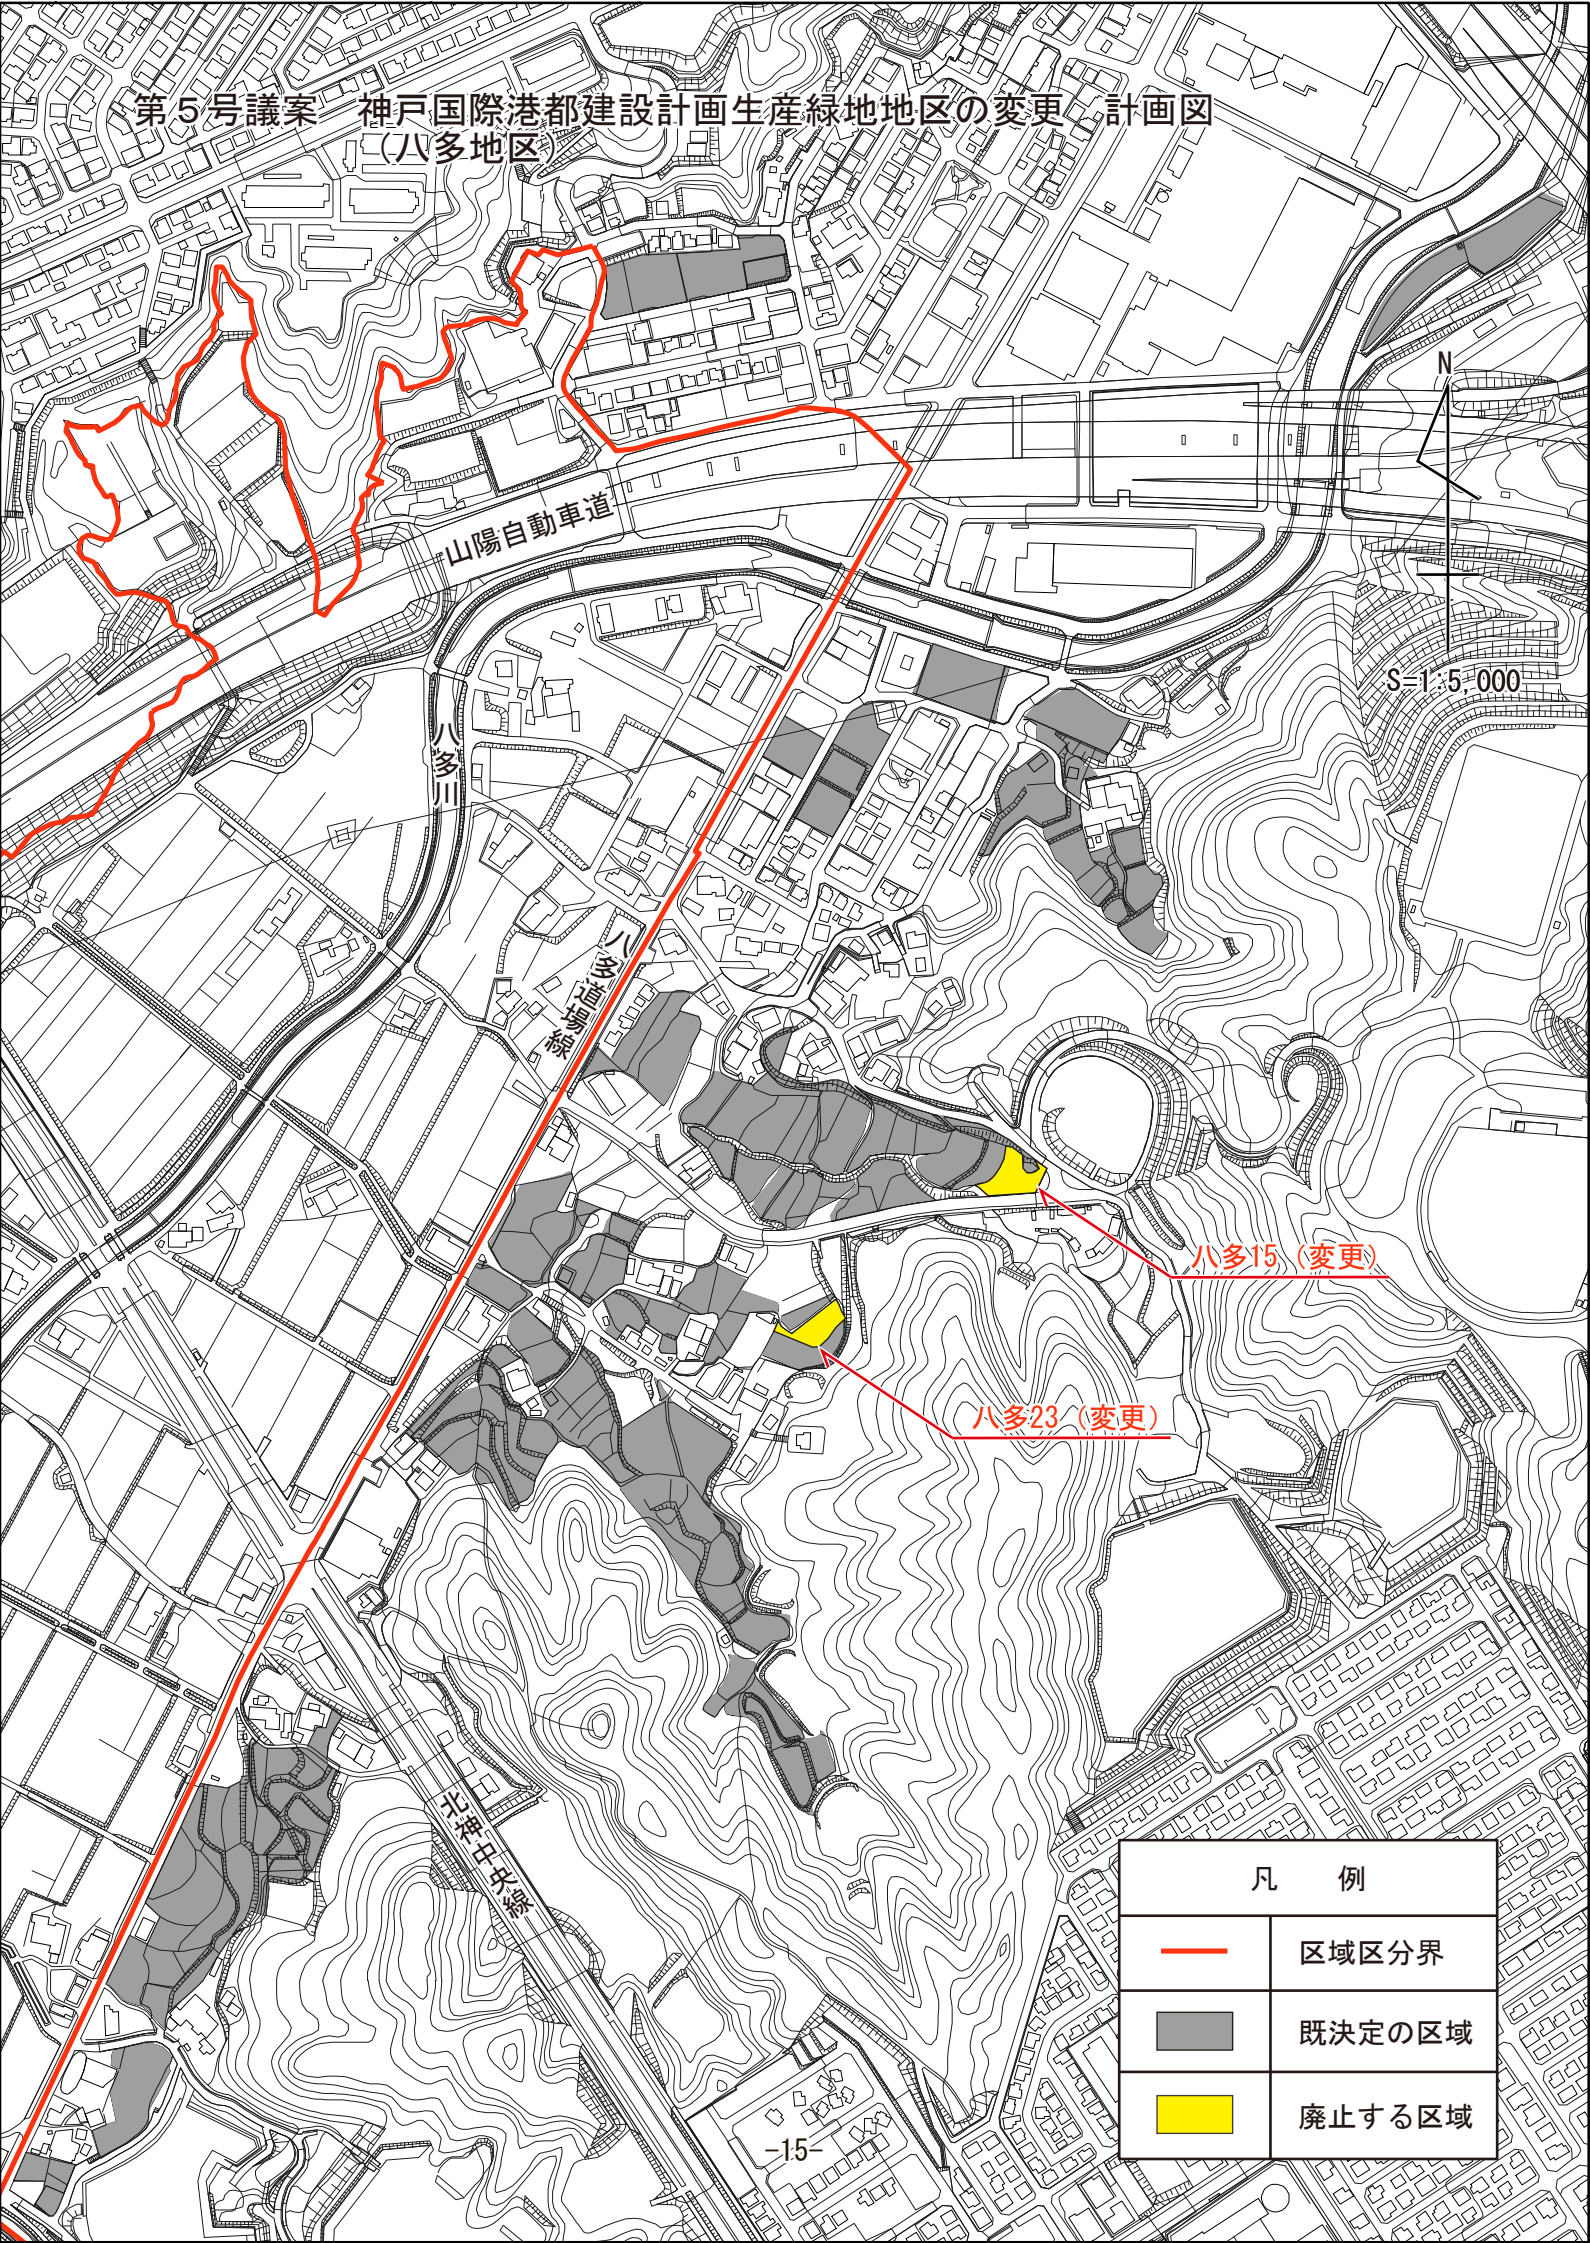 第５号議案　神戸国際港都建設計画生産緑地地区の変更　計画図
（八多地区）
N
S=1:5,000
山陽自動車道
八多川
八多道場線
八多15（変更）
八多23（変更）
北神中央線
凡　例
区域区分界
既決定の区域
廃止する区域
-15-